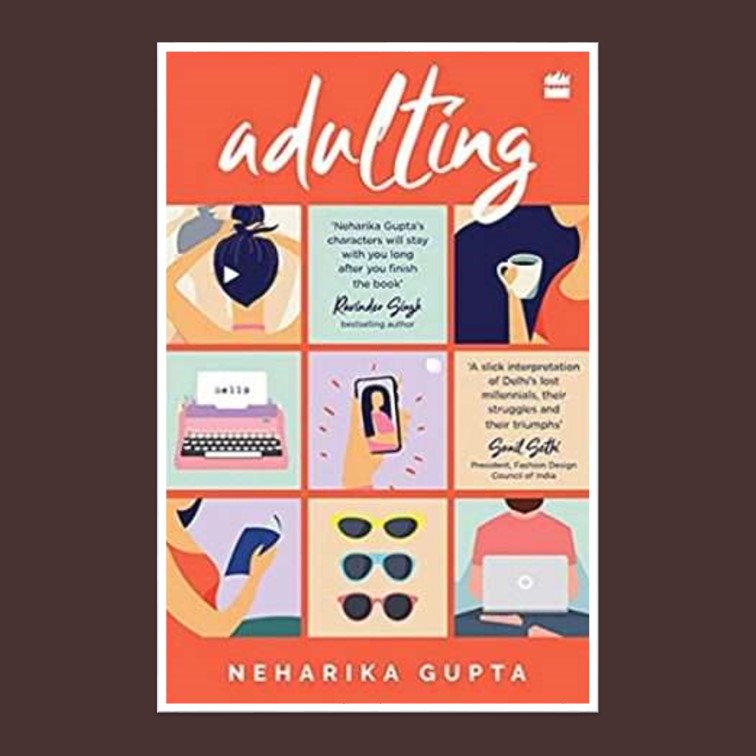 adulting
'Neharika Gupta's
characters will stay
with you long
after you finish
the book'
Ravinder Singh
bestselling author
hello
'A slick interpretation
of Delhi's lost
millennials, their
struggles and
their triumphs'
Sunil Sethi
President, Fashion Design
Council of India
NEHARIKA GUPTA